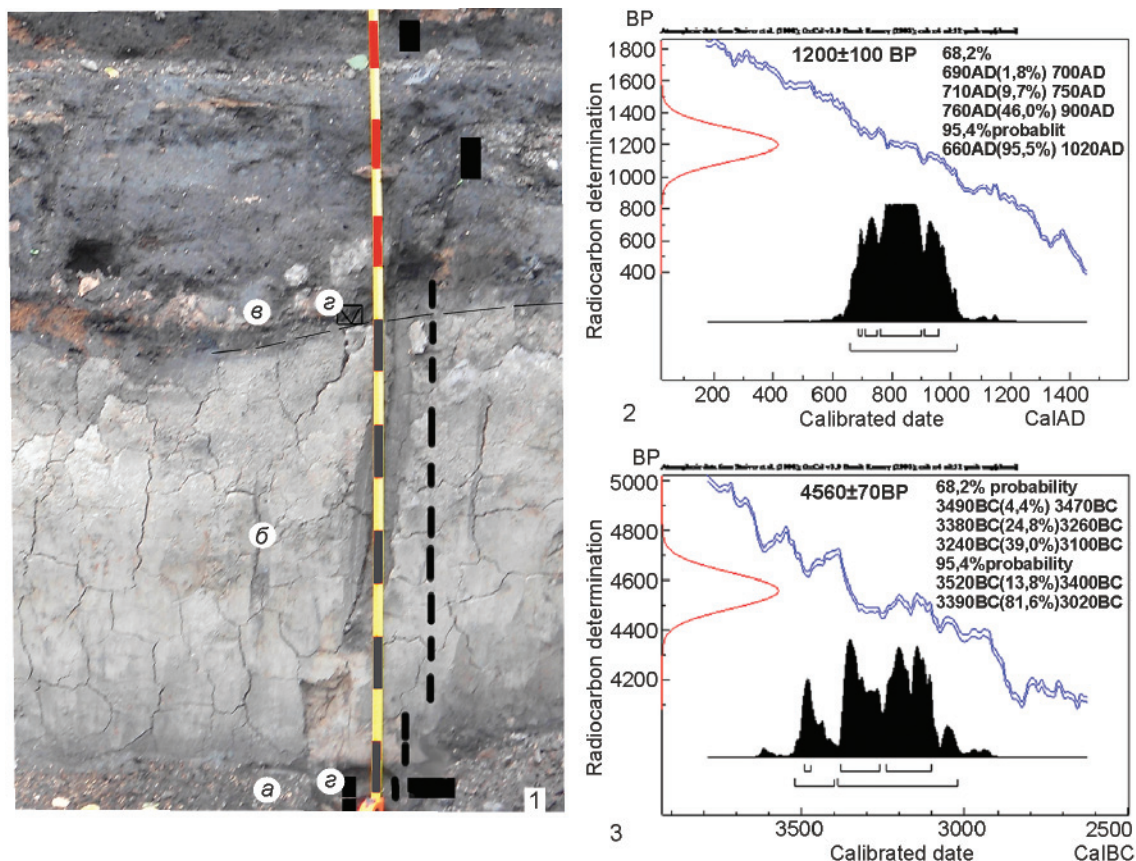 в
г
б
а
г
1
BP
1200±100 BP
68,2%
690AD(1,8%) 700AD
710AD(9,7%) 750AD
760AD(46,0%) 900AD
95,4%probablit
660AD(95,5%) 1020AD
Radiocarbon determination
1800
1600
1400
1200
1000
800
600
400
200 400 600 800 1000 1200 1400
Calibrated date
CalAD
2
BP
4560±70BP
68,2% probability
3490BC(4,4%) 3470BC
3380BC(24,8%)3260BC
3240BC(39,0%)3100BC
95,4%probability
3520BC(13,8%)3400BC
3390BC(81,6%)3020BC
Radiocarbon determination
5000
4800
4600
4400
4200
3500 3000 2500
Calibrated date
CalBC
3